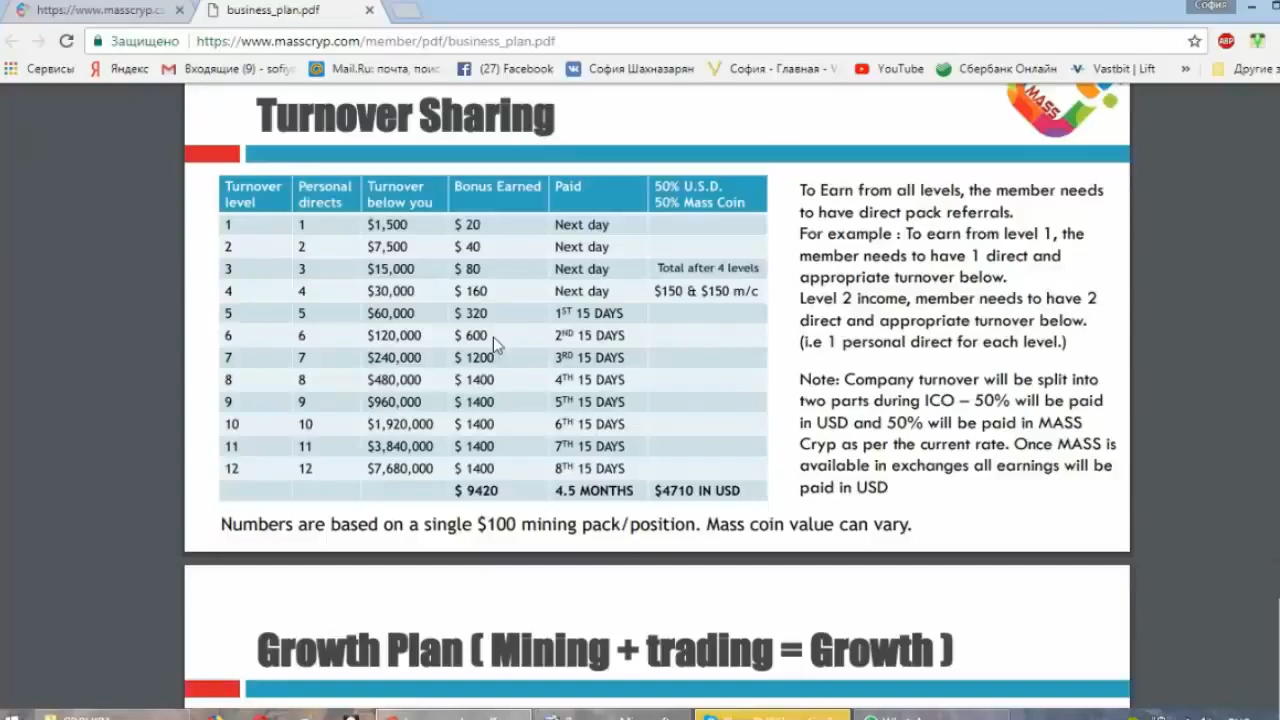 София
https://www.masscryp.c
business_plan.pdf
Защищено
https://www.masscryp.com/member/pdf/business_plan.pdf
ABP
Сервисы
Яндекс
Входящие (9) - sofiy
Mail.Ru: почта, поис
(27) Facebook
София Шахназарян
София - Главная - V
YouTube
Сбербанк Онлайн
Vastbit | Lift
»
Другие з
Turnover Sharing
MASS
Turnover level Personal directs Turnover below you Bonus Earned Paid 50% U.S.D. 50% Mass Coin
1 1 $1,500 $ 20 Next day
2 2 $7,500 $ 40 Next day
3 3 $15,000 $ 80 Next day Total after 4 levels
4 4 $30,000 $ 160 Next day $150 & $150 m/c
5 5 $60,000 $ 320 1ST 15 DAYS
6 6 $120,000 $ 600 2ND 15 DAYS
7 7 $240,000 $ 1200 3RD 15 DAYS
8 8 $480,000 $ 1400 4TH 15 DAYS
9 9 $960,000 $ 1400 5TH 15 DAYS
10 10 $1,920,000 $ 1400 6TH 15 DAYS
11 11 $3,840,000 $ 1400 7TH 15 DAYS
12 12 $7,680,000 $ 1400 8TH 15 DAYS
$ 9420 4.5 MONTHS $4710 IN USD
To Earn from all levels, the member needs
to have direct pack referrals.
For example : To earn from level 1, the
member needs to have 1 direct and
appropriate turnover below.
Level 2 income, member needs to have 2
direct and appropriate turnover below.
(i.e 1 personal direct for each level.)
Note: Company turnover will be split into
two parts during ICO – 50% will be paid
in USD and 50% will be paid in MASS
Cryp as per the current rate. Once MASS is
available in exchanges all earnings will be
paid in USD
Numbers are based on a single $100 mining pack/position. Mass coin value can vary.
Growth Plan ( Mining + trading = Growth )